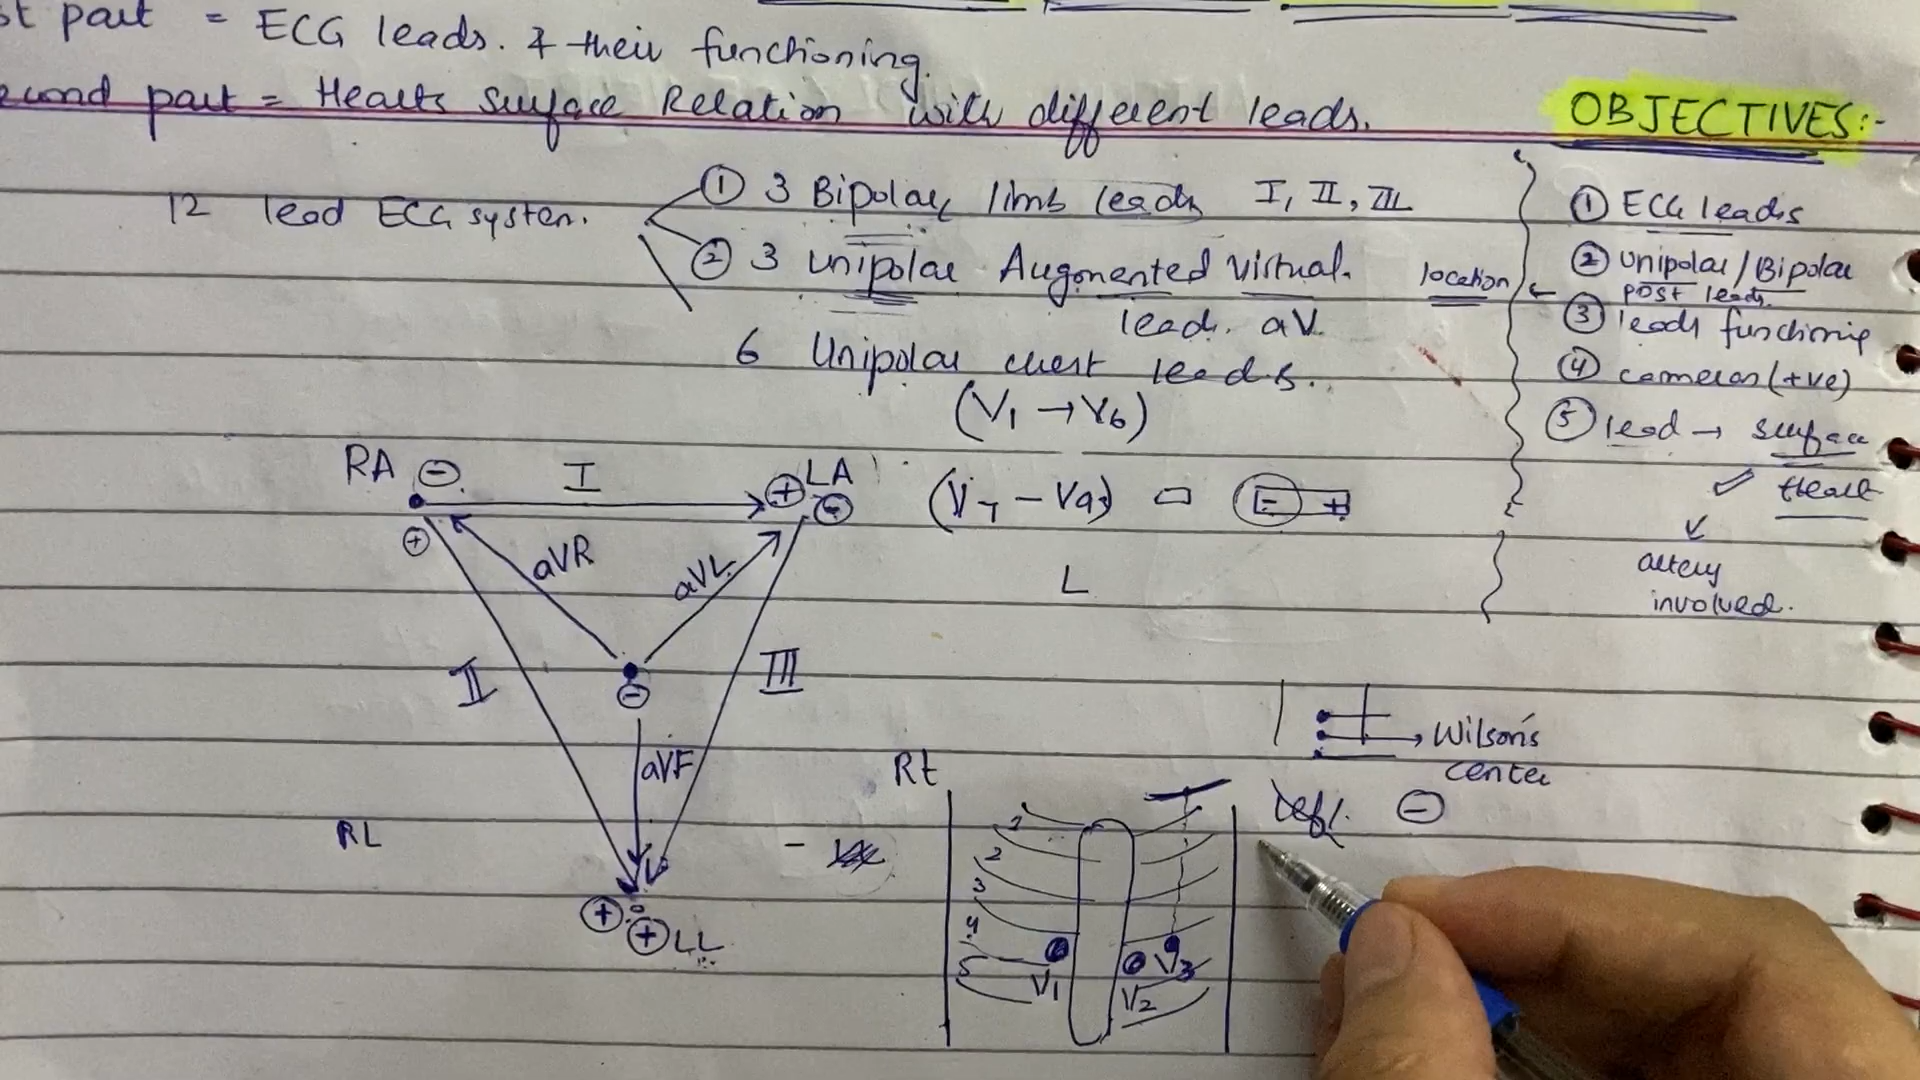 st part = ECG leads. & their functioning.
second part = Hearts Surface Relation with different leads.
OBJECTIVES:-
12 lead ECG system.
① 3 Bipolar limb leads I, II, III
② 3 unipolar Augmented virtual.
lead. aV
6 Unipolar chest leads.
(V1 → V6)
① ECG leads
② unipolar/Bipolar
location ← post leads.
③ leads functioning
④ cameras (+ve)
⑤ lead → surface
Heart
artery
involved.
RA ⊖ I ⊕ LA
⊕ ⊖
aVR aVL
II III
⊖
aVF
RL
⊕ ⊕ LL
- +
L
Wilson's
center
Rt Left. ⊖
1
2
3
4
5
V1 V2 V3